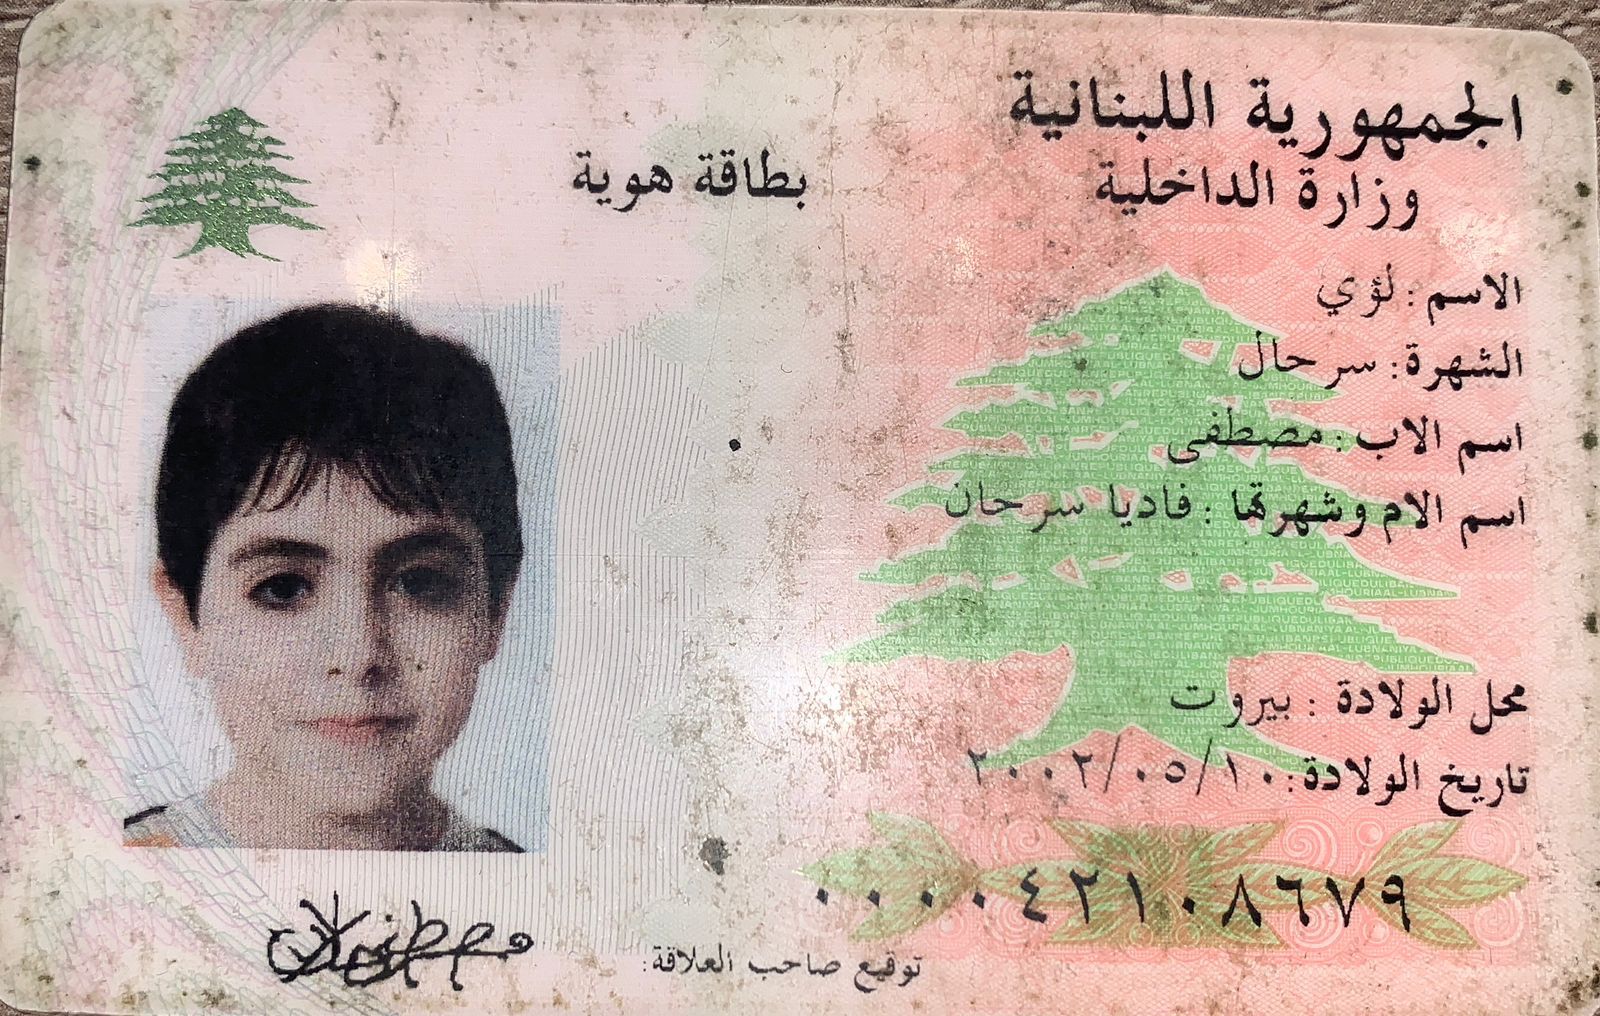 الجمهورية اللبنانية
وزارة الداخلية
بطاقة هوية
الاسم : لؤي
الشهرة : سرحال
اسم الاب : مصطفى
اسم الام وشهرتها : فاديا سرحان
محل الولادة : بيروت
تاريخ الولادة: ٢٠٠٢/٠٥/١٠
٠٠٠٠٤٢١٠٨٦٧٩
توقيع صاحب العلاقة: